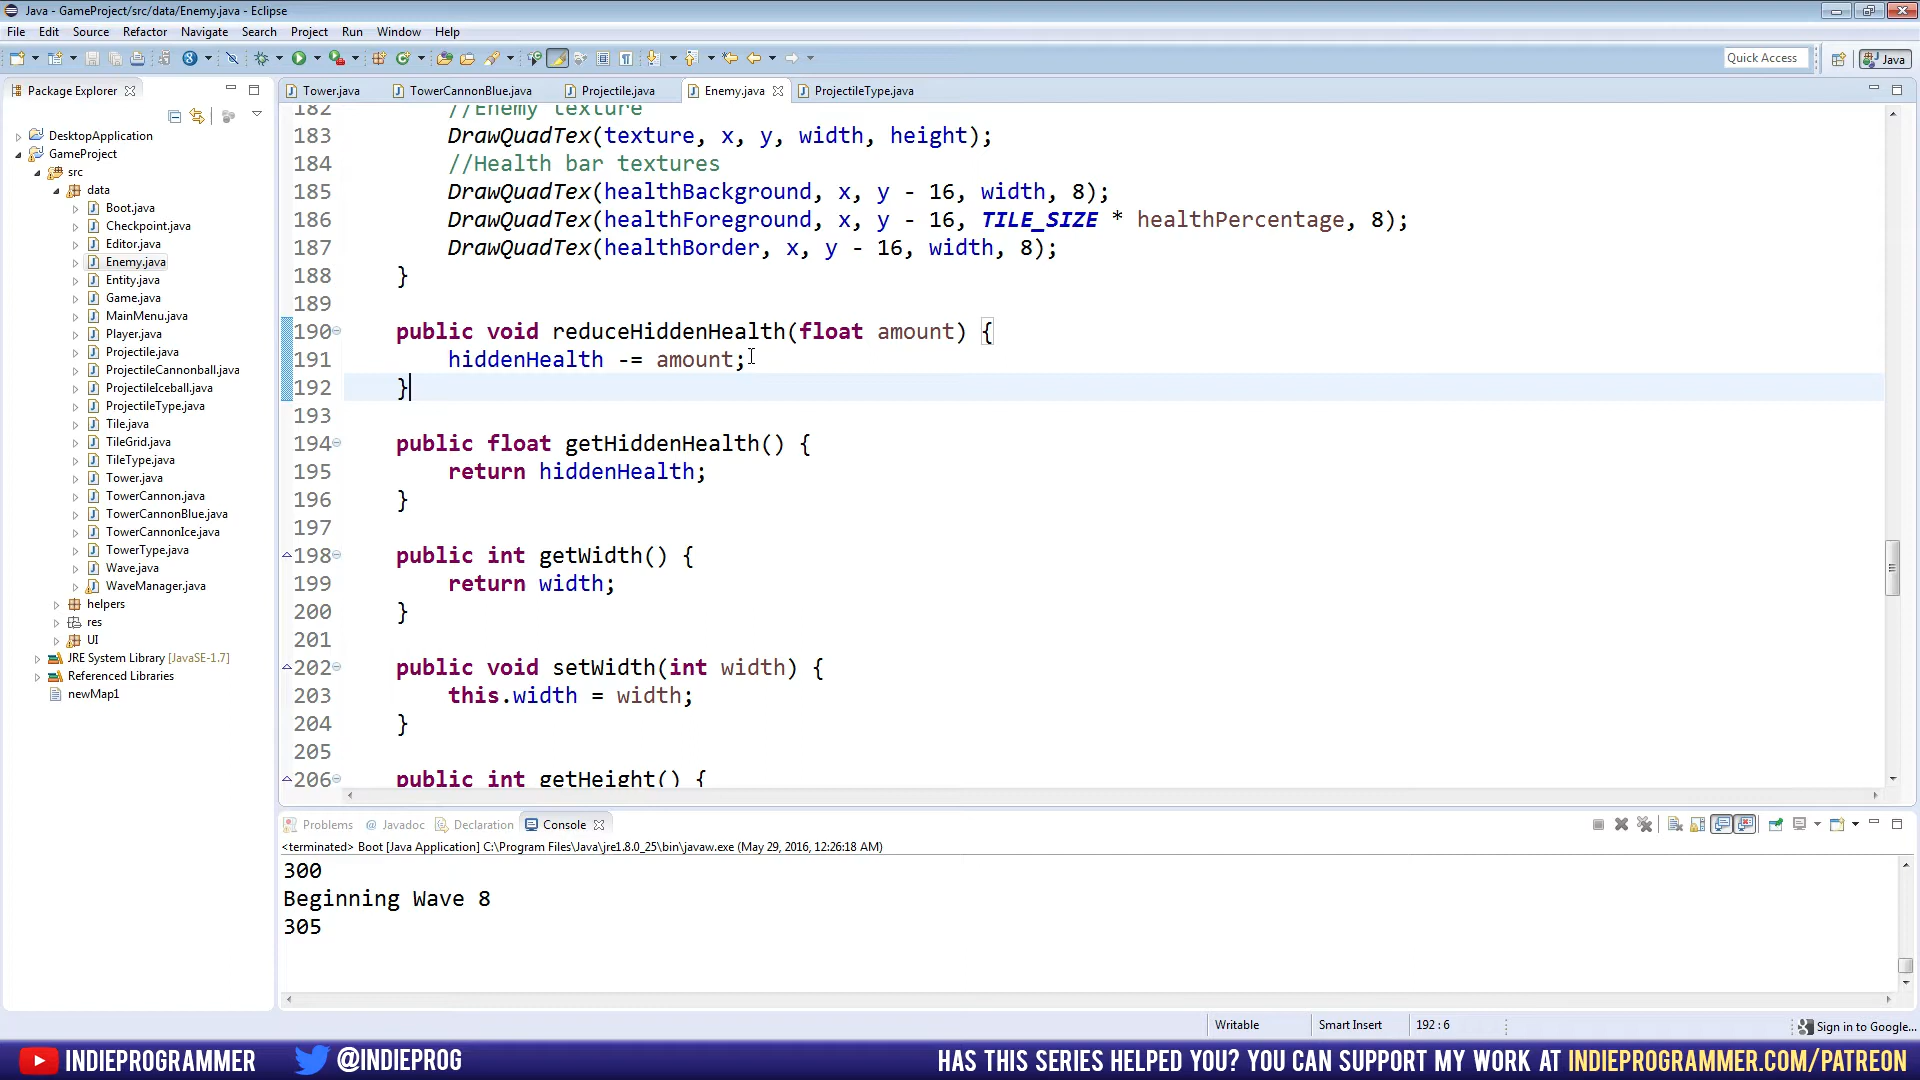 Java - GameProject/src/data/Enemy.java - Eclipse
File Edit Source Refactor Navigate Search Project Run Window Help
Quick Access
Java
Package Explorer
DesktopApplication
GameProject
src
data
Boot.java
Checkpoint.java
Editor.java
Enemy.java
Entity.java
Game.java
MainMenu.java
Player.java
Projectile.java
ProjectileCannonball.java
ProjectileIceball.java
ProjectileType.java
Tile.java
TileGrid.java
TileType.java
Tower.java
TowerCannon.java
TowerCannonBlue.java
TowerCannonIce.java
TowerType.java
Wave.java
WaveManager.java
helpers
res
UI
JRE System Library [JavaSE-1.7]
Referenced Libraries
newMap1
Tower.java TowerCannonBlue.java Projectile.java Enemy.java ProjectileType.java
182 //Enemy texture
183 DrawQuadTex(texture, x, y, width, height);
184 //Health bar textures
185 DrawQuadTex(healthBackground, x, y - 16, width, 8);
186 DrawQuadTex(healthForeground, x, y - 16, TILE_SIZE * healthPercentage, 8);
187 DrawQuadTex(healthBorder, x, y - 16, width, 8);
188 }
189
190 public void reduceHiddenHealth(float amount) {
191 hiddenHealth -= amount;
192 }
193
194 public float getHiddenHealth() {
195 return hiddenHealth;
196 }
197
198 public int getWidth() {
199 return width;
200 }
201
202 public void setWidth(int width) {
203 this.width = width;
204 }
205
206 public int getHeight() {
Problems @ Javadoc Declaration Console
<terminated> Boot [Java Application] C:\Program Files\Java\jre1.8.0_25\bin\javaw.exe (May 29, 2016, 12:26:18 AM)
300
Beginning Wave 8
305
Writable Smart Insert 192 : 6 Sign in to Google...
INDIEPROGRAMMER @INDIEPROG HAS THIS SERIES HELPED YOU? YOU CAN SUPPORT MY WORK AT INDIEPROGRAMMER.COM/PATREON